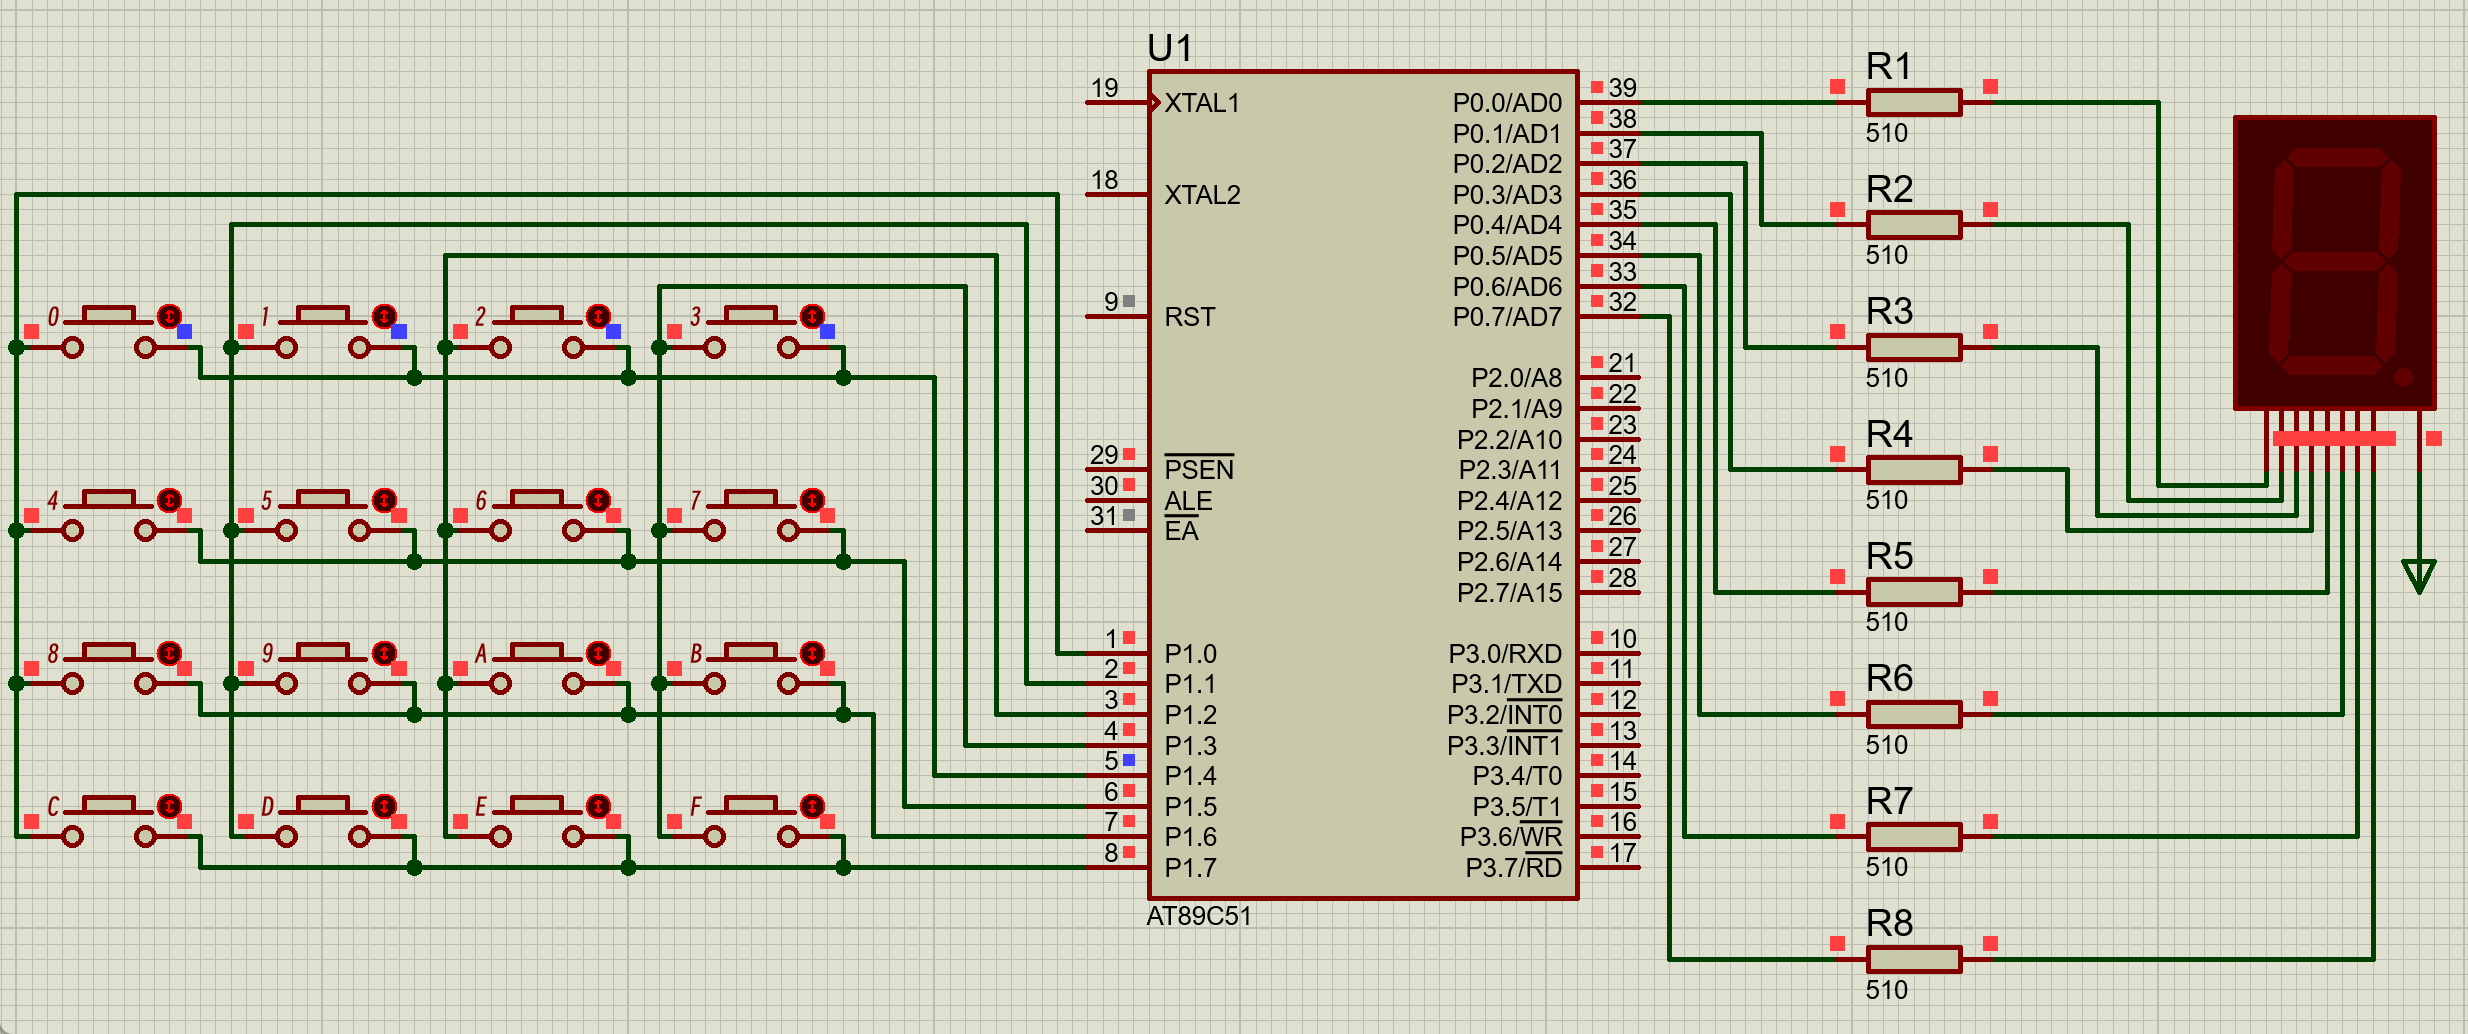 U1
19 XTAL1
18 XTAL2
9 RST
29 PSEN
30 ALE
31 EA
1 P1.0
2 P1.1
3 P1.2
4 P1.3
5 P1.4
6 P1.5
7 P1.6
8 P1.7
P0.0/AD0 39
P0.1/AD1 38
P0.2/AD2 37
P0.3/AD3 36
P0.4/AD4 35
P0.5/AD5 34
P0.6/AD6 33
P0.7/AD7 32
P2.0/A8 21
P2.1/A9 22
P2.2/A10 23
P2.3/A11 24
P2.4/A12 25
P2.5/A13 26
P2.6/A14 27
P2.7/A15 28
P3.0/RXD 10
P3.1/TXD 11
P3.2/INT0 12
P3.3/INT1 13
P3.4/T0 14
P3.5/T1 15
P3.6/WR 16
P3.7/RD 17
AT89C51
0 1 2 3
4 5 6 7
8 9 A B
C D E F
R1
510
R2
510
R3
510
R4
510
R5
510
R6
510
R7
510
R8
510